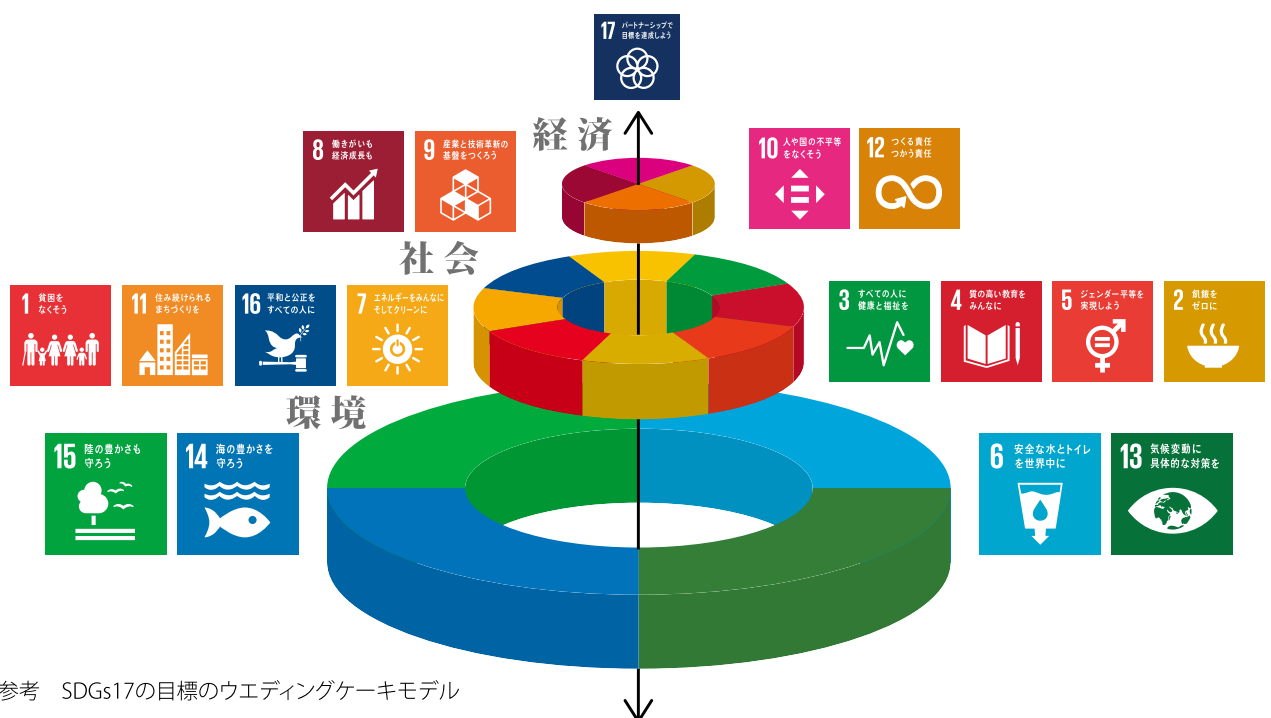 17 パートナーシップで
目標を達成しよう
経済
8 働きがいも
経済成長も
9 産業と技術革新の
基盤をつくろう
10 人や国の不平等
をなくそう
12 つくる責任
つかう責任
社会
1 貧困を
なくそう
11 住み続けられる
まちづくりを
16 平和と公正を
すべての人に
7 エネルギーをみんなに
そしてクリーンに
3 すべての人に
健康と福祉を
4 質の高い教育を
みんなに
5 ジェンダー平等を
実現しよう
2 飢餓を
ゼロに
環境
15 陸の豊かさも
守ろう
14 海の豊かさを
守ろう
6 安全な水とトイレ
を世界中に
13 気候変動に
具体的な対策を
参考　SDGs17の目標のウエディングケーキモデル